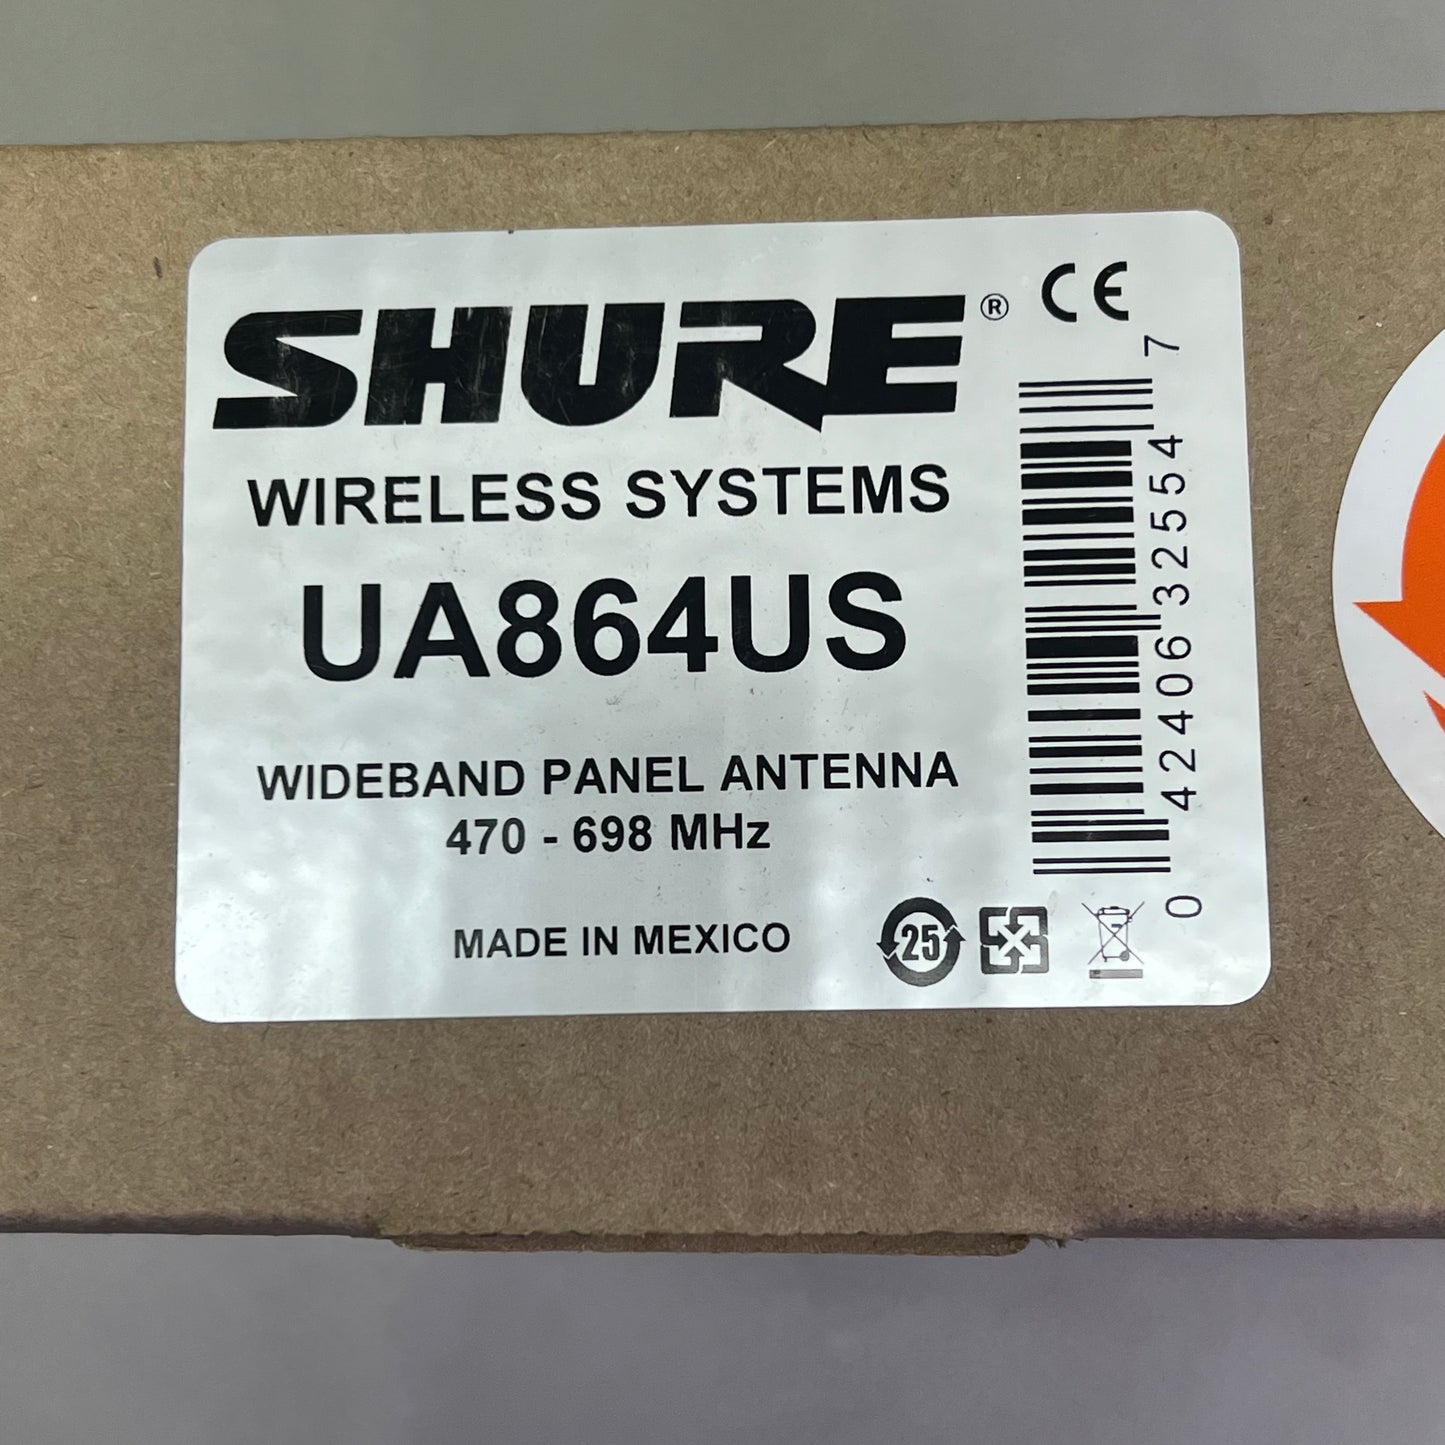 SHURE ®
CE
WIRELESS SYSTEMS
UA864US
WIDEBAND PANEL ANTENNA
470 - 698 MHz
MADE IN MEXICO
25
0 42406 32554 7